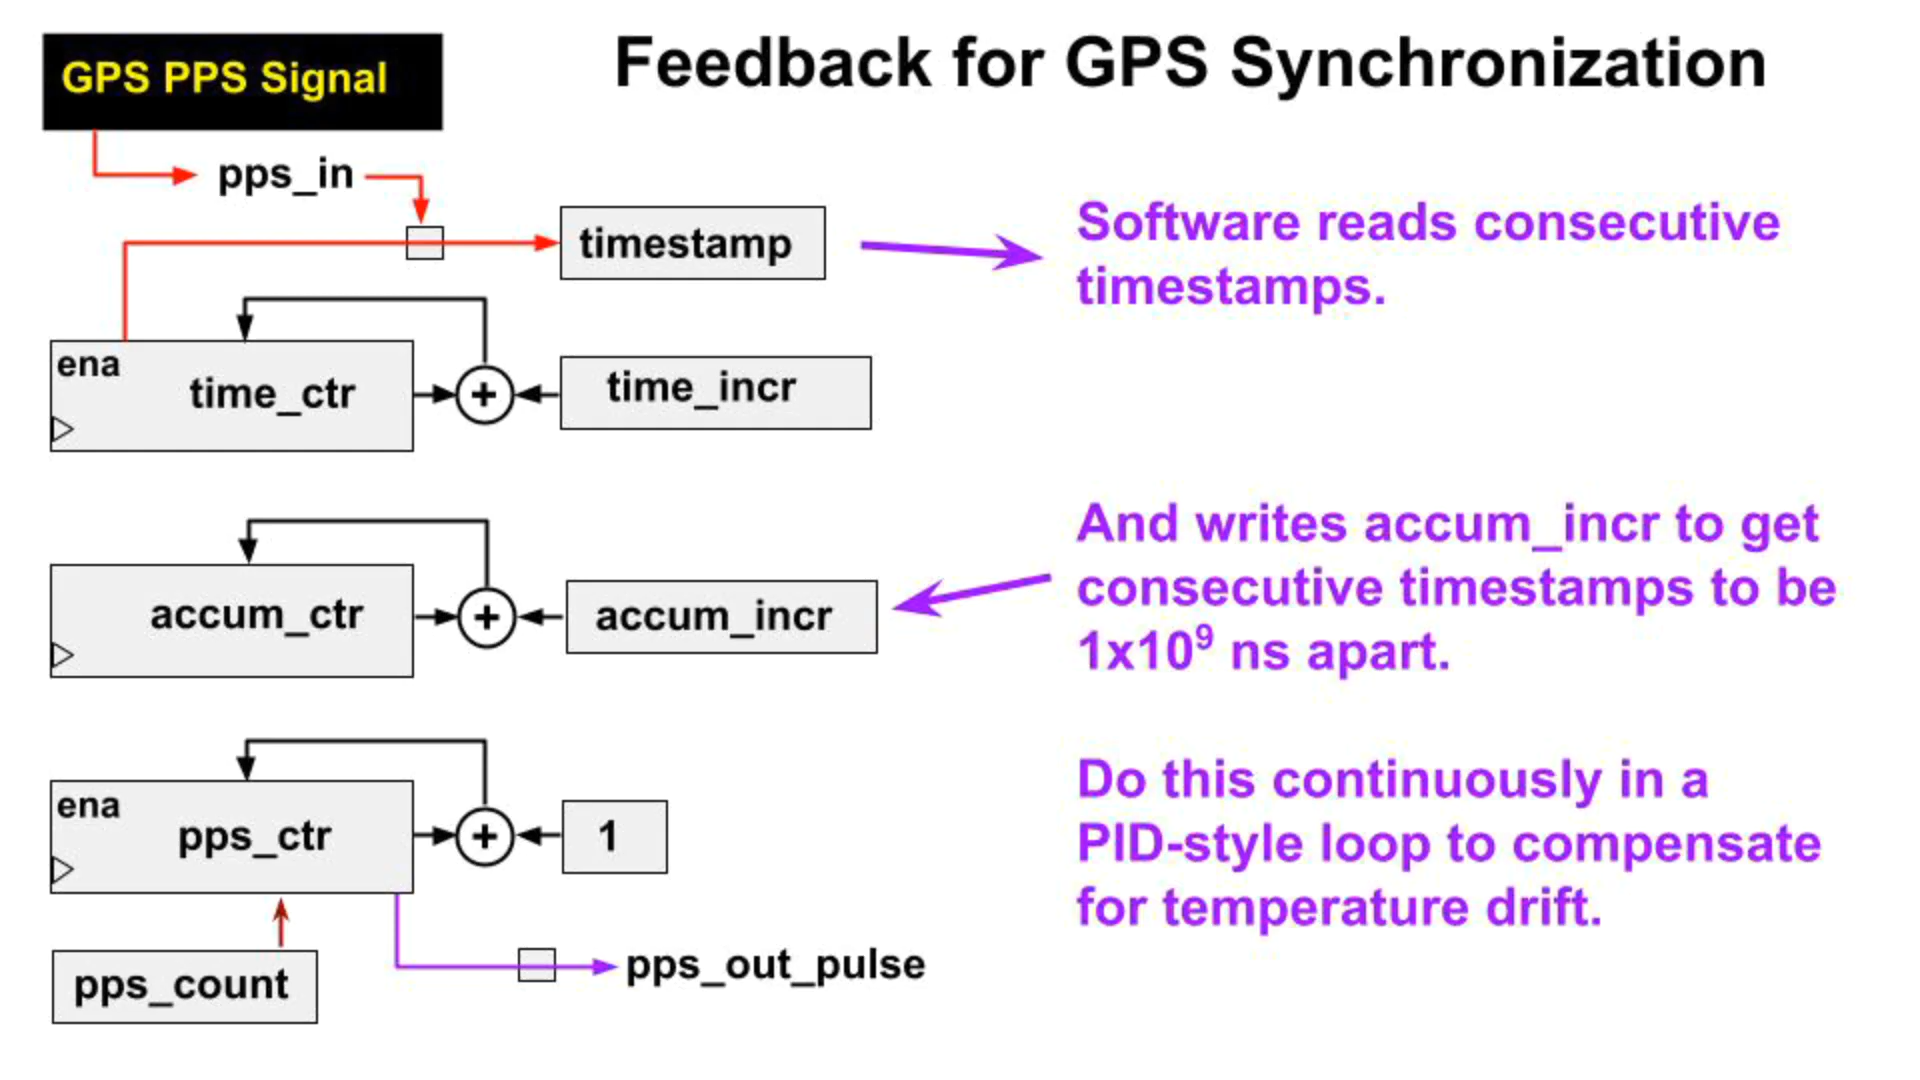 GPS PPS Signal
Feedback for GPS Synchronization
pps_in
timestamp
Software reads consecutive
timestamps.
ena
time_ctr
+
time_incr
And writes accum_incr to get
consecutive timestamps to be
1x10⁹ ns apart.
accum_ctr
+
accum_incr
Do this continuously in a
PID-style loop to compensate
for temperature drift.
ena
pps_ctr
+
1
pps_count
pps_out_pulse